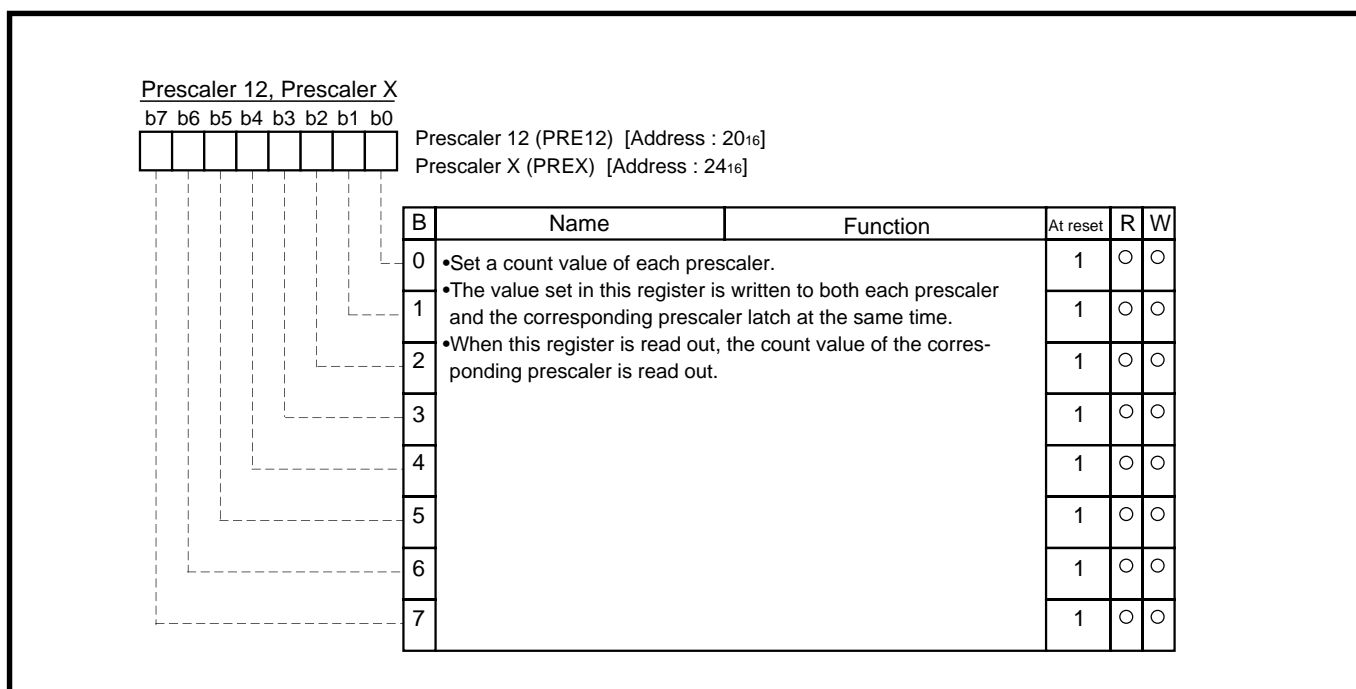 Prescaler 12, Prescaler X
b7 b6 b5 b4 b3 b2 b1 b0
Prescaler 12 (PRE12) [Address : 20₁₆]
Prescaler X (PREX) [Address : 24₁₆]
B Name Function At reset R W
0 •Set a count value of each prescaler. 1 ○ ○
•The value set in this register is written to both each prescaler
1 and the corresponding prescaler latch at the same time. 1 ○ ○
•When this register is read out, the count value of the corres-
2 ponding prescaler is read out. 1 ○ ○
3 1 ○ ○
4 1 ○ ○
5 1 ○ ○
6 1 ○ ○
7 1 ○ ○